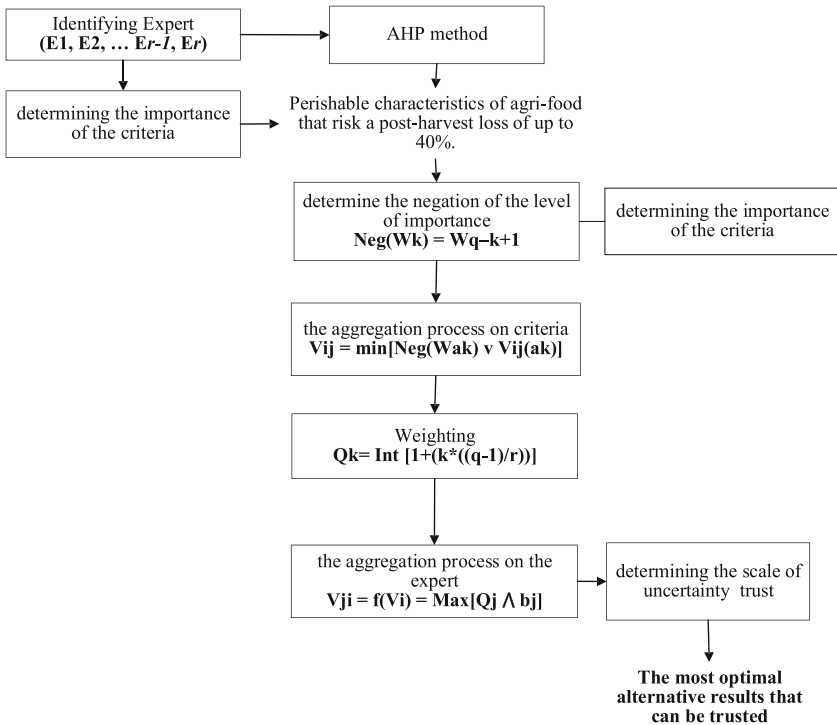 Identifying Expert
(E1, E2, … Er-1, Er)
AHP method
determining the importance
of the criteria
Perishable characteristics of agri-food
that risk a post-harvest loss of up to
40%.
determine the negation of the level
of importance
Neg(Wk) = Wq–k+1
determining the importance
of the criteria
the aggregation process on criteria
Vij = min[Neg(Wak) v Vij(ak)]
Weighting
Qk= Int [1+(k*((q-1)/r))]
the aggregation process on the
expert
Vji = f(Vi) = Max[Qj ⋀ bj]
determining the scale of
uncertainty trust
The most optimal
alternative results that
can be trusted